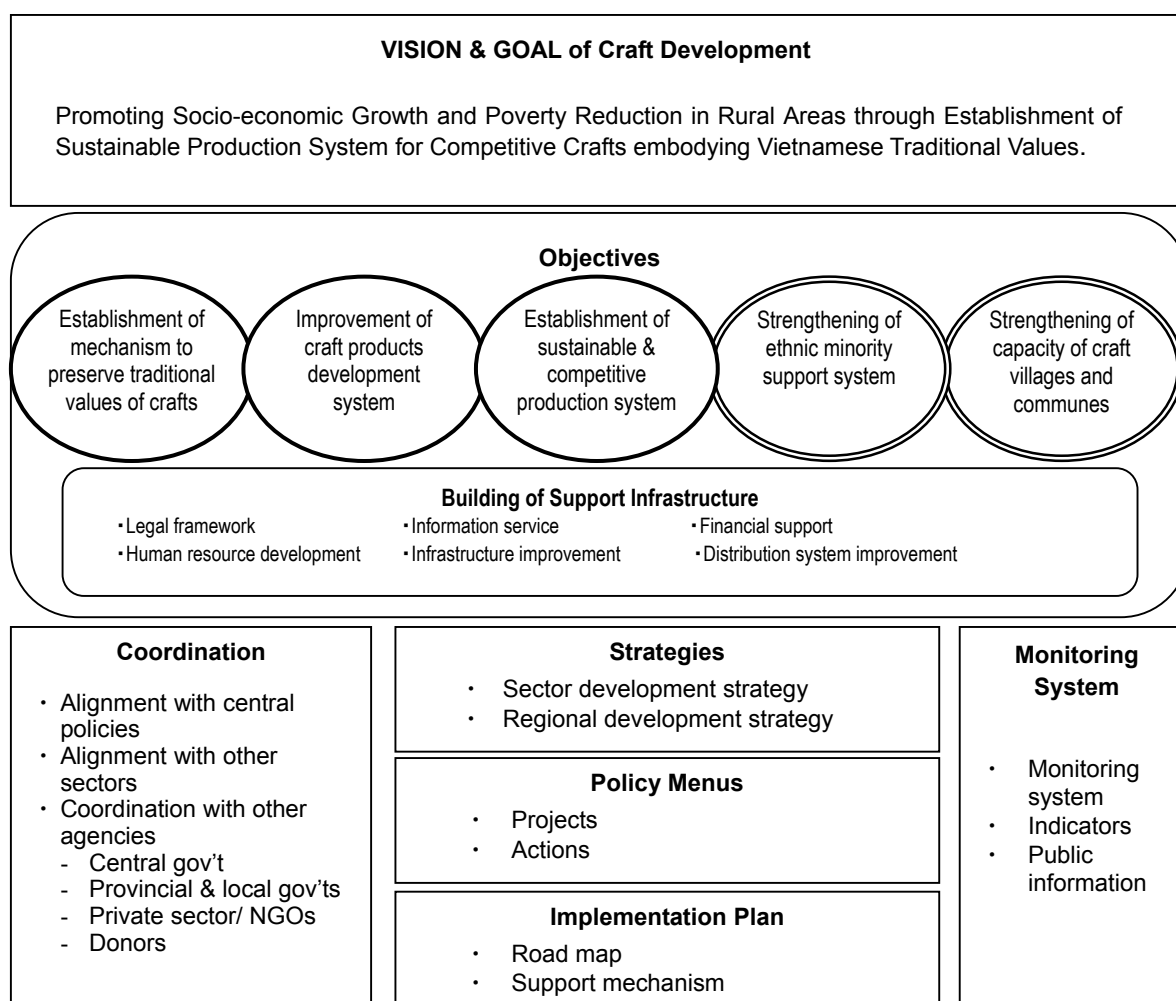 VISION & GOAL of Craft Development
Promoting Socio-economic Growth and Poverty Reduction in Rural Areas through Establishment of
Sustainable Production System for Competitive Crafts embodying Vietnamese Traditional Values.
Objectives
Establishment of
mechanism to
preserve traditional
values of crafts
Improvement of
craft products
development
system
Establishment of
sustainable &
competitive
production system
Strengthening of
ethnic minority
support system
Strengthening of
capacity of craft
villages and
communes
Building of Support Infrastructure
・Legal framework
・Human resource development
・Information service
・Infrastructure improvement
・Financial support
・Distribution system improvement
Coordination
・ Alignment with central
policies
・ Alignment with other
sectors
・ Coordination with other
agencies
- Central gov’t
- Provincial & local gov’ts
- Private sector/ NGOs
- Donors
Strategies
・ Sector development strategy
・ Regional development strategy
Policy Menus
・ Projects
・ Actions
Implementation Plan
・ Road map
・ Support mechanism
Monitoring
System
・ Monitoring
system
・ Indicators
・ Public
information